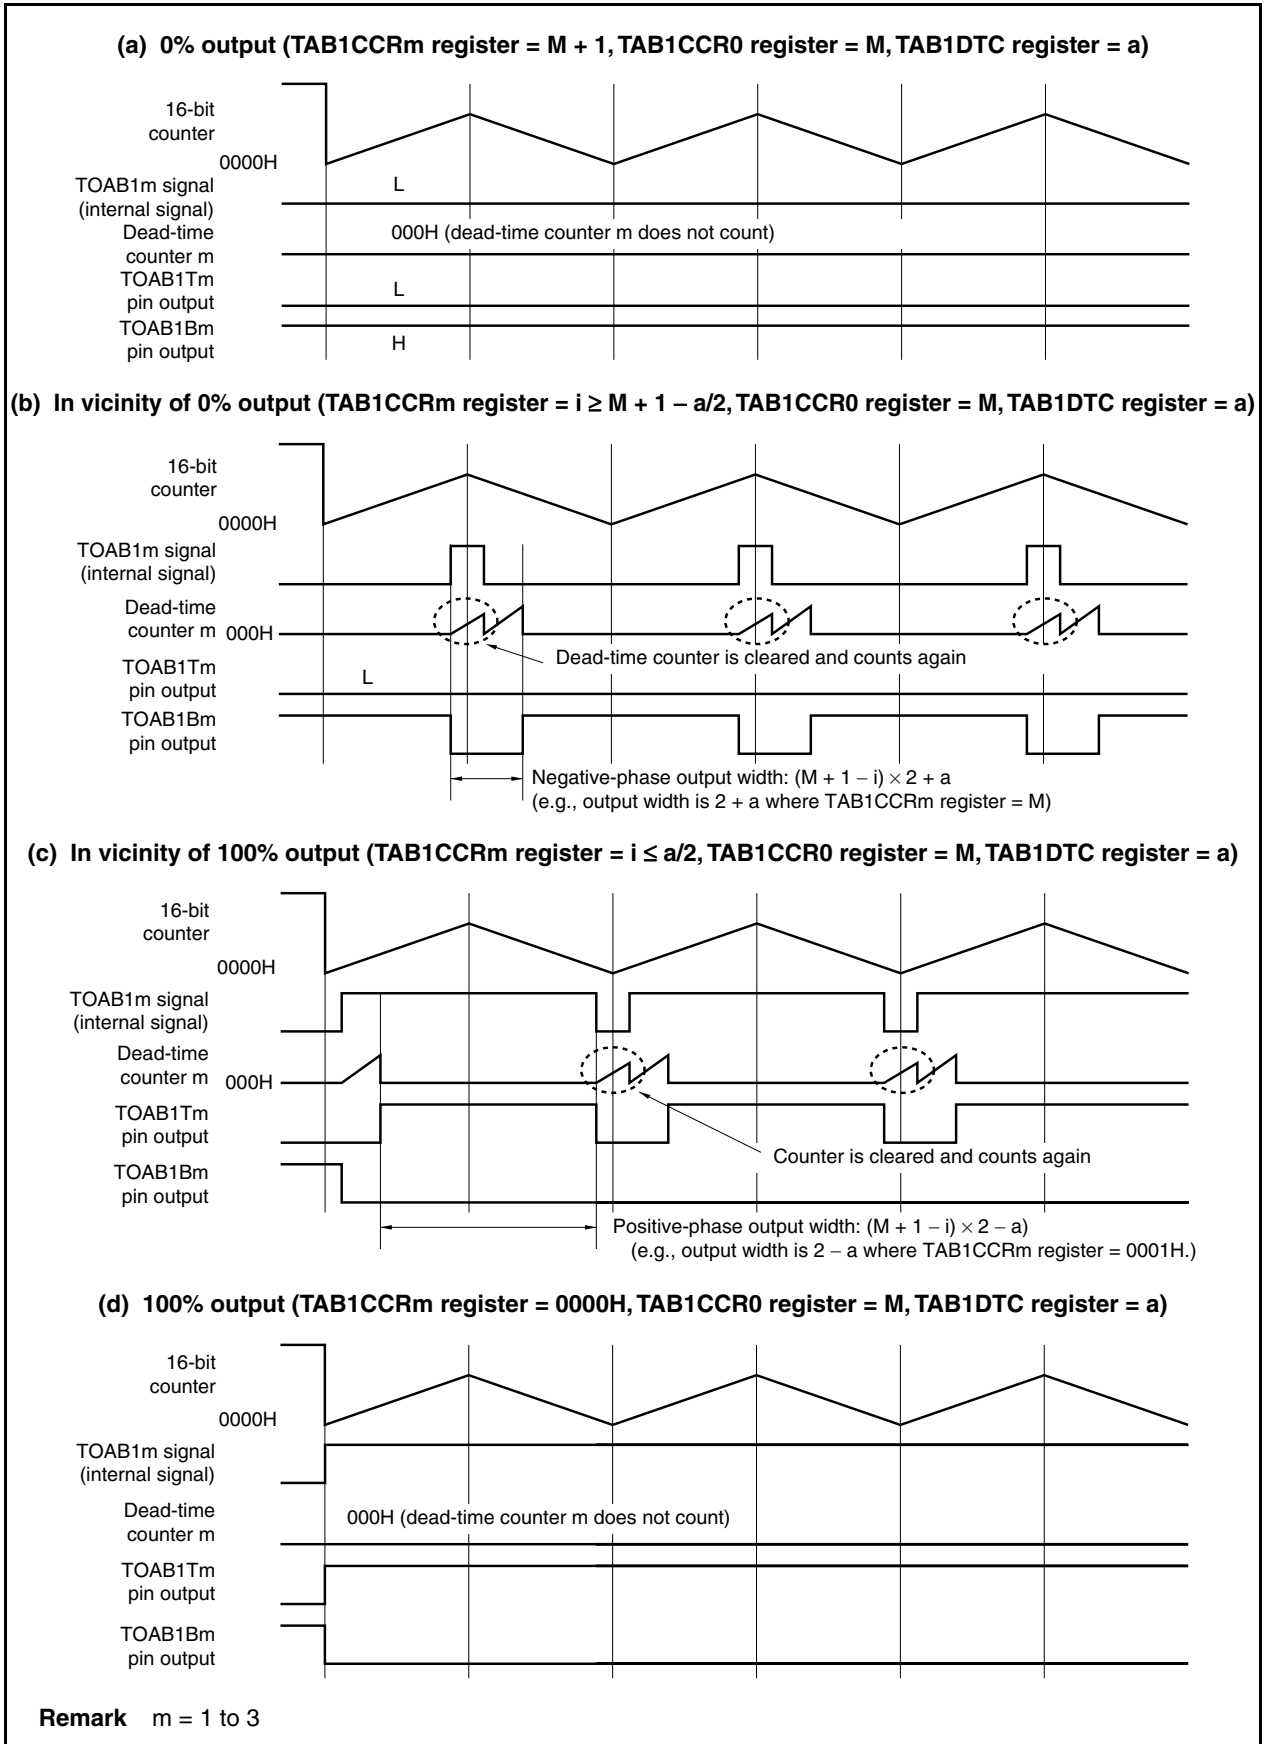 (a) 0% output (TAB1CCRm register = M + 1, TAB1CCR0 register = M, TAB1DTC register = a)
16-bit
counter
0000H
TOAB1m signal
(internal signal)
L
Dead-time
counter m
000H (dead-time counter m does not count)
TOAB1Tm
pin output
L
TOAB1Bm
pin output
H
(b) In vicinity of 0% output (TAB1CCRm register = i ≥ M + 1 − a/2, TAB1CCR0 register = M, TAB1DTC register = a)
16-bit
counter
0000H
TOAB1m signal
(internal signal)
Dead-time
counter m
000H
Dead-time counter is cleared and counts again
TOAB1Tm
pin output
L
TOAB1Bm
pin output
Negative-phase output width: (M + 1 − i) × 2 + a
(e.g., output width is 2 + a where TAB1CCRm register = M)
(c) In vicinity of 100% output (TAB1CCRm register = i ≤ a/2, TAB1CCR0 register = M, TAB1DTC register = a)
16-bit
counter
0000H
TOAB1m signal
(internal signal)
Dead-time
counter m
000H
TOAB1Tm
pin output
Counter is cleared and counts again
TOAB1Bm
pin output
Positive-phase output width: (M + 1 − i) × 2 − a)
(e.g., output width is 2 − a where TAB1CCRm register = 0001H.)
(d) 100% output (TAB1CCRm register = 0000H, TAB1CCR0 register = M, TAB1DTC register = a)
16-bit
counter
0000H
TOAB1m signal
(internal signal)
Dead-time
counter m
000H (dead-time counter m does not count)
TOAB1Tm
pin output
TOAB1Bm
pin output
Remark m = 1 to 3